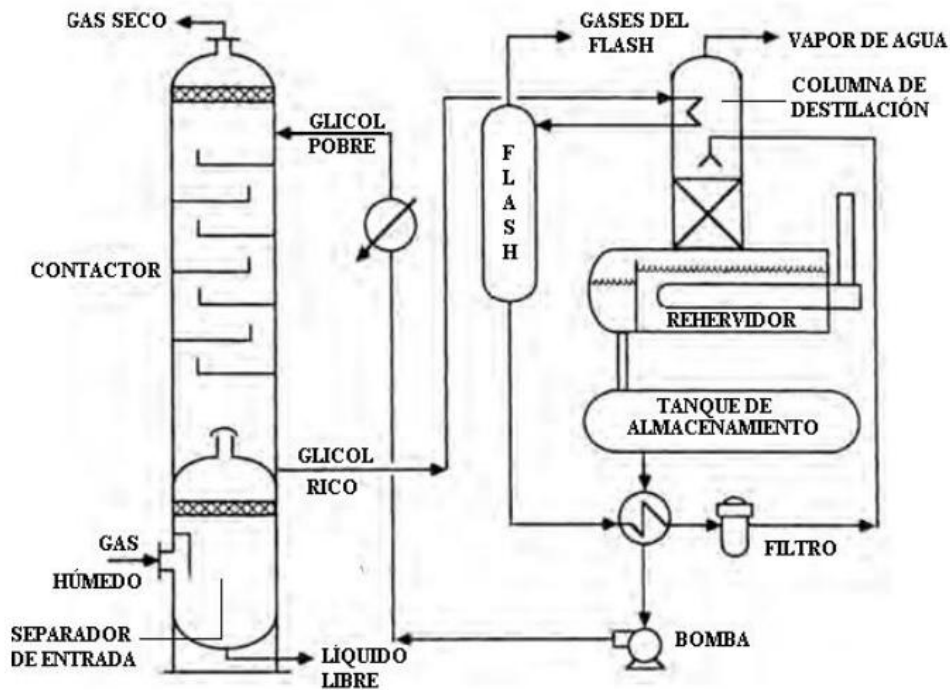 GAS SECO
GASES DEL
FLASH
VAPOR DE AGUA
COLUMNA DE
DESTILACIÓN
GLICOL
POBRE
FLASH
CONTACTOR
REHERVIDOR
TANQUE DE
ALMACENAMIENTO
GLICOL
RICO
GAS
HÚMEDO
FILTRO
SEPARADOR
DE ENTRADA
LÍQUIDO
LIBRE
BOMBA